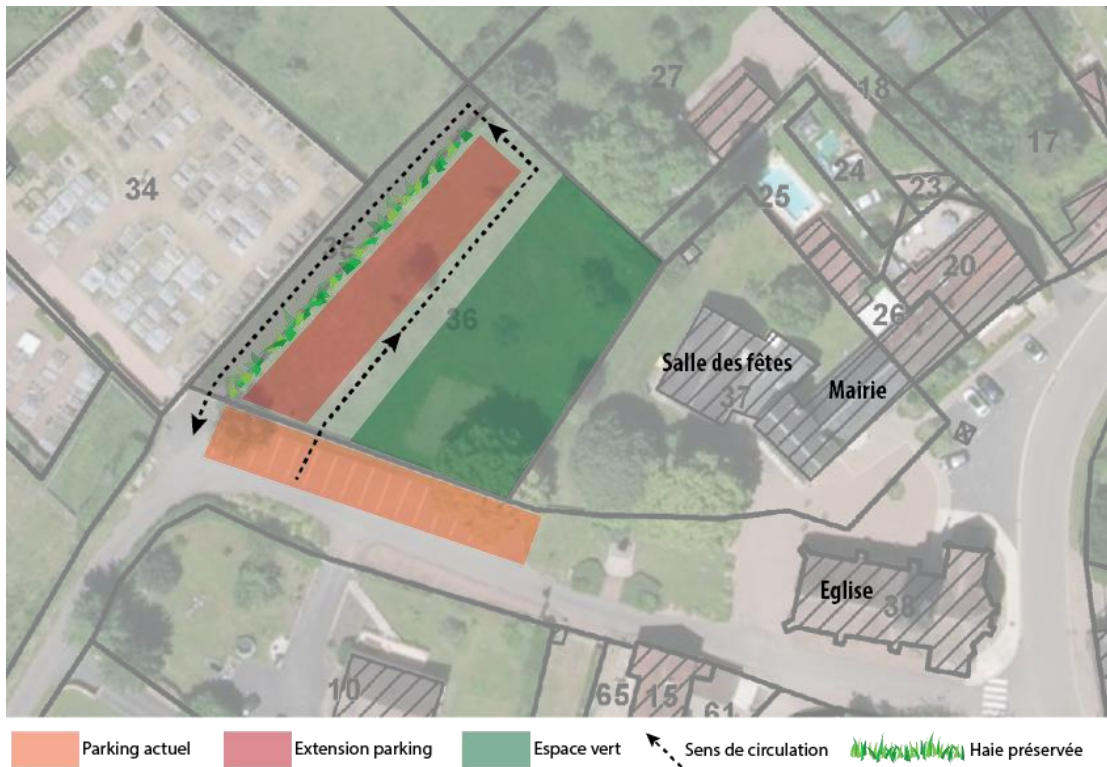 27
18
17
34
24
25
23
35
20
36
26
Salle des fêtes
37
Mairie
Eglise
38
10
65
15
61
Parking actuel
Extension parking
Espace vert
Sens de circulation
Haie préservée